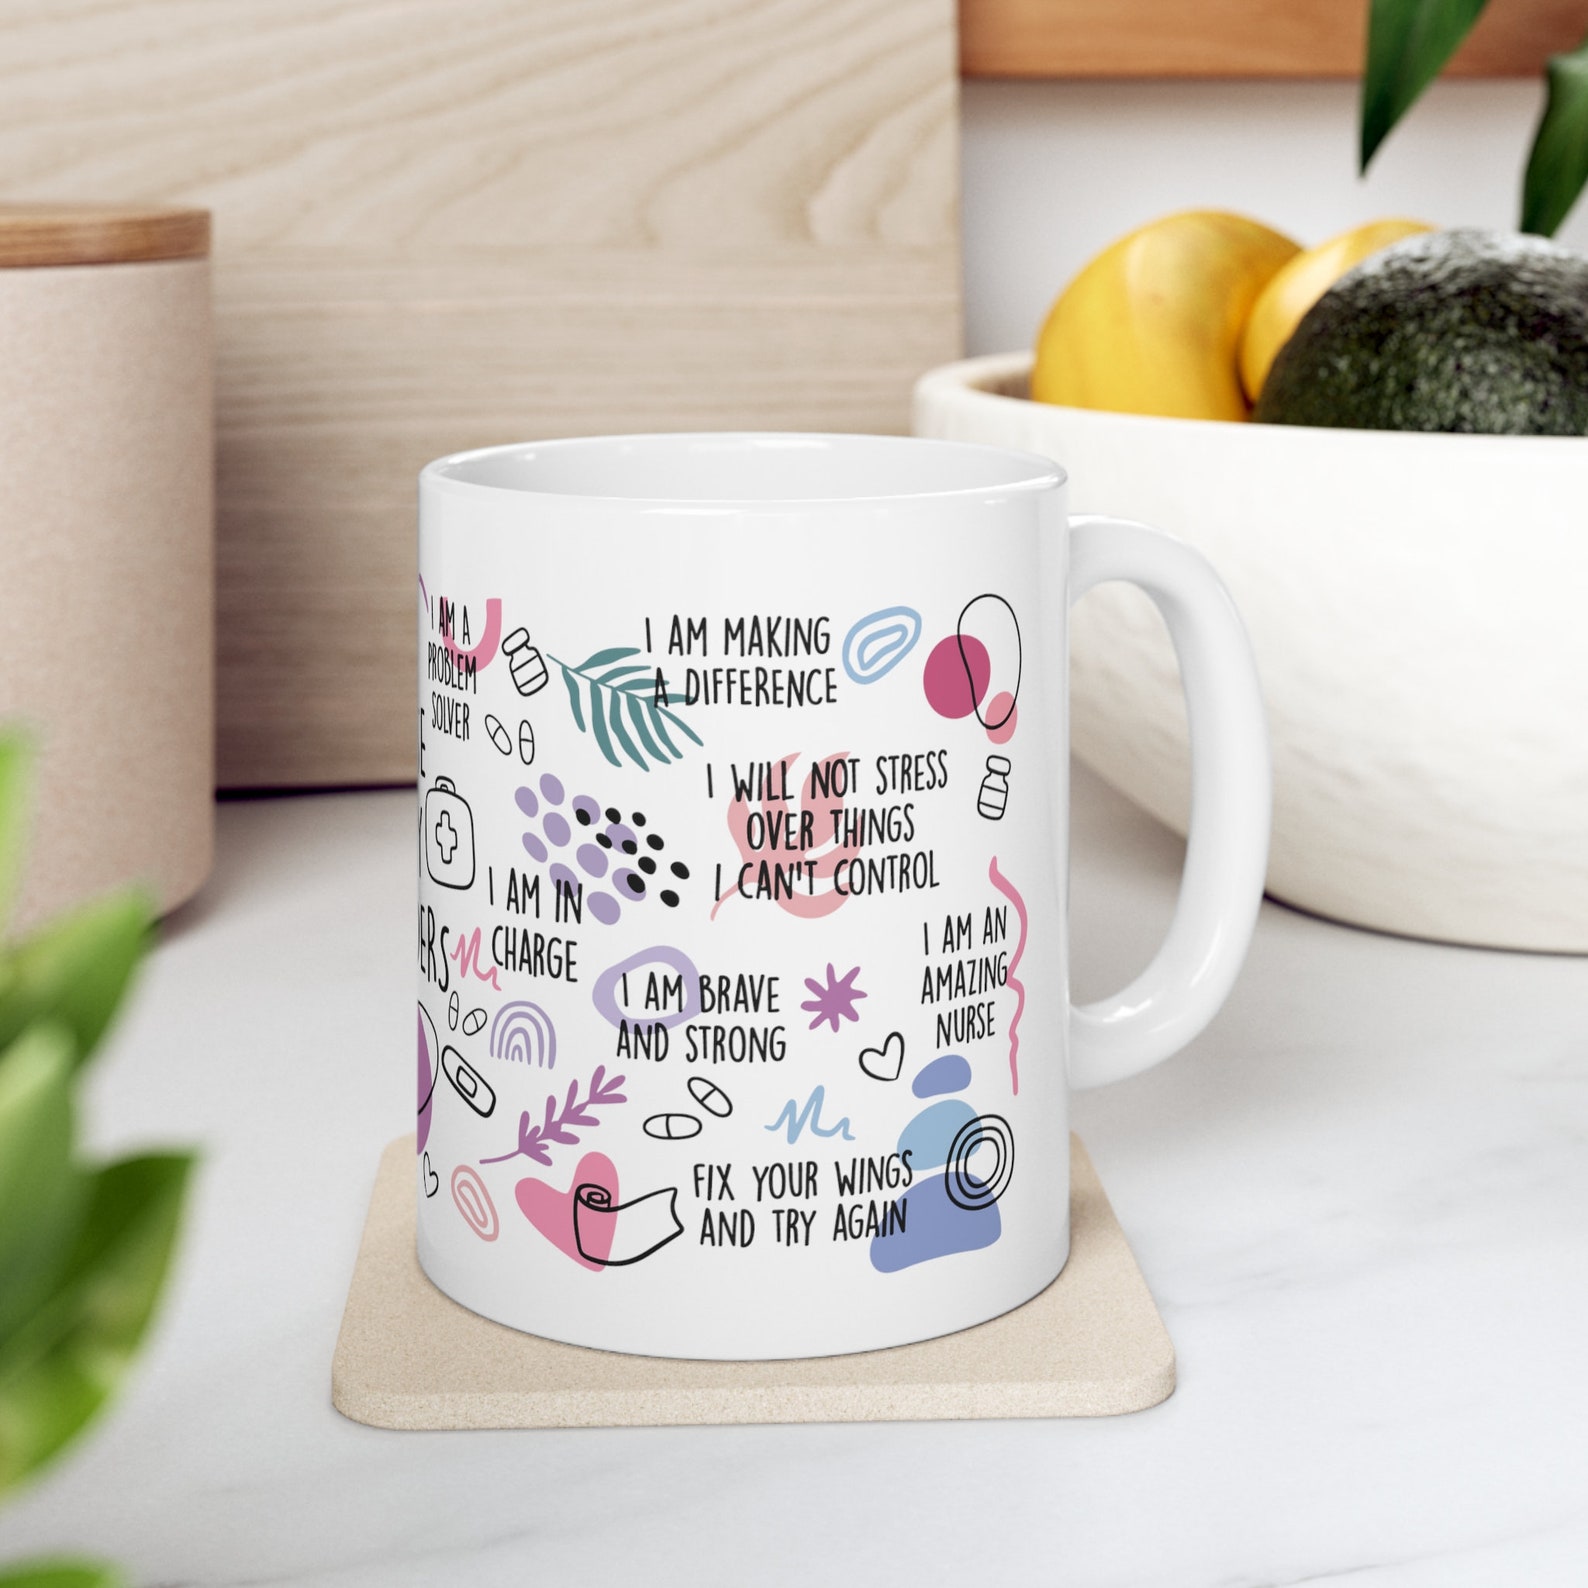 I AM A
PROBLEM
SOLVER
I AM MAKING
A DIFFERENCE
I WILL NOT STRESS
OVER THINGS
I CAN'T CONTROL
I AM IN
CHARGE
I AM BRAVE
AND STRONG
I AM AN
AMAZING
NURSE
FIX YOUR WINGS
AND TRY AGAIN